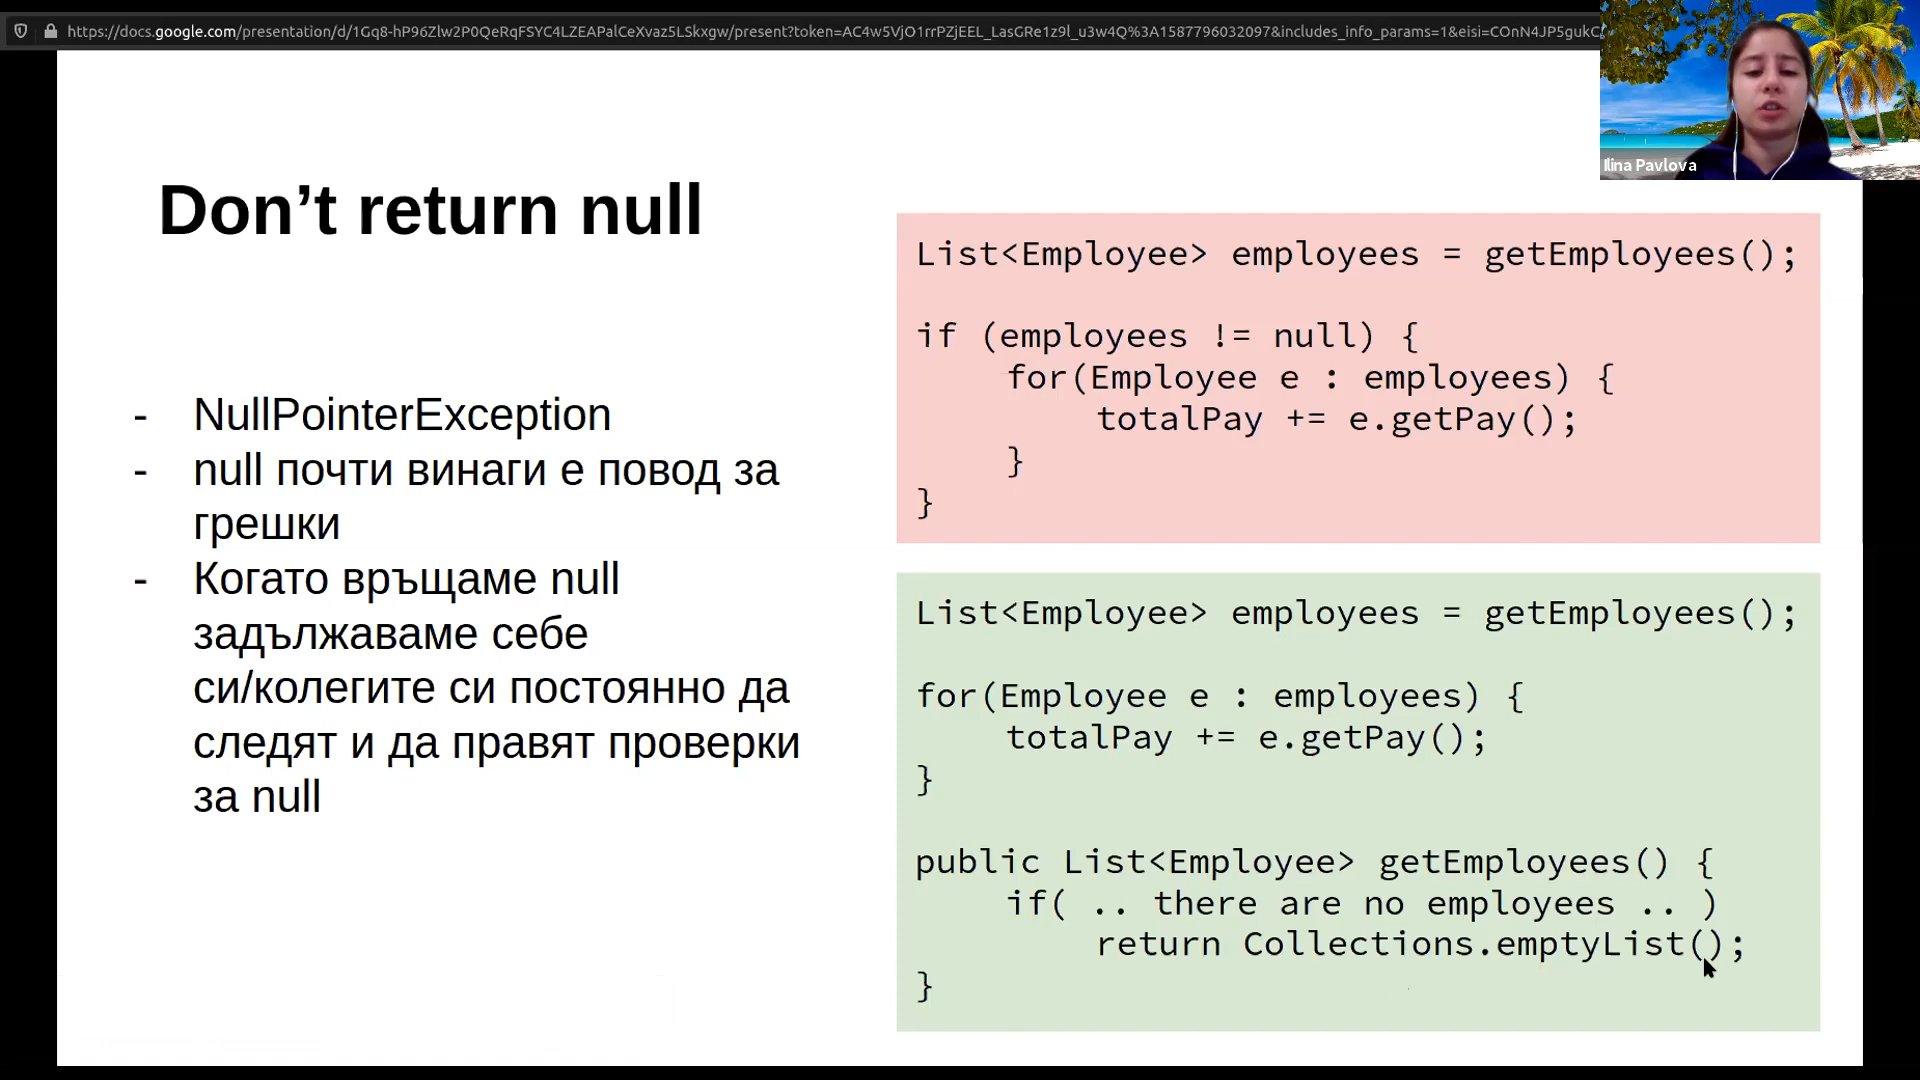 https://docs.google.com/presentation/d/1Gq8-hP96Zlw2P0QeRqFSYC4LZEAPalCeXvaz5LSkxgw/present?token=AC4w5VjO1rrPZjEEL_LasGRe1z9l_u3w4Q%3A1587796032097&includes_info_params=1&eisi=COnN4JP5gukC
Ilina Pavlova
Don’t return null
- NullPointerException
- null почти винаги е повод за
грешки
- Когато връщаме null
задължаваме себе
си/колегите си постоянно да
следят и да правят проверки
за null
List<Employee> employees = getEmployees();
if (employees != null) {
for(Employee e : employees) {
totalPay += e.getPay();
}
}
List<Employee> employees = getEmployees();
for(Employee e : employees) {
totalPay += e.getPay();
}
public List<Employee> getEmployees() {
if( .. there are no employees .. )
return Collections.emptyList();
}